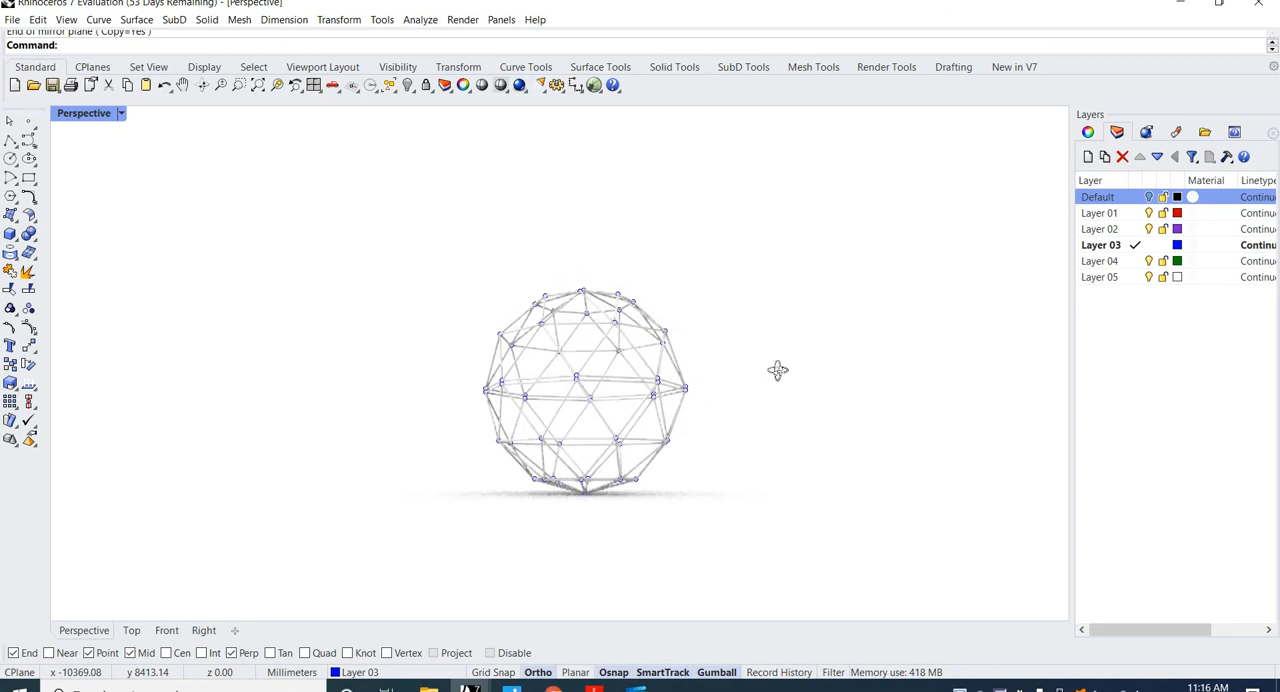 Rhinoceros 7 Evaluation (53 Days Remaining) - [Perspective]
File Edit View Curve Surface SubD Solid Mesh Dimension Transform Tools Analyze Render Panels Help
End of mirror plane ( Copy=Yes )
Command:
Standard CPlanes Set View Display Select Viewport Layout Visibility Transform Curve Tools Surface Tools Solid Tools SubD Tools Mesh Tools Render Tools Drafting New in V7
Perspective
Layers
Layer Material Linetype
Default Continu
Layer 01 Continu
Layer 02 Continu
Layer 03 Continu
Layer 04 Continu
Layer 05 Continu
Perspective Top Front Right
End Near Point Mid Cen Int Perp Tan Quad Knot Vertex Project Disable
CPlane x -10369.08 y 8413.14 z 0.00 Millimeters Layer 03 Grid Snap Ortho Planar Osnap SmartTrack Gumball Record History Filter Memory use: 418 MB
11:16 AM